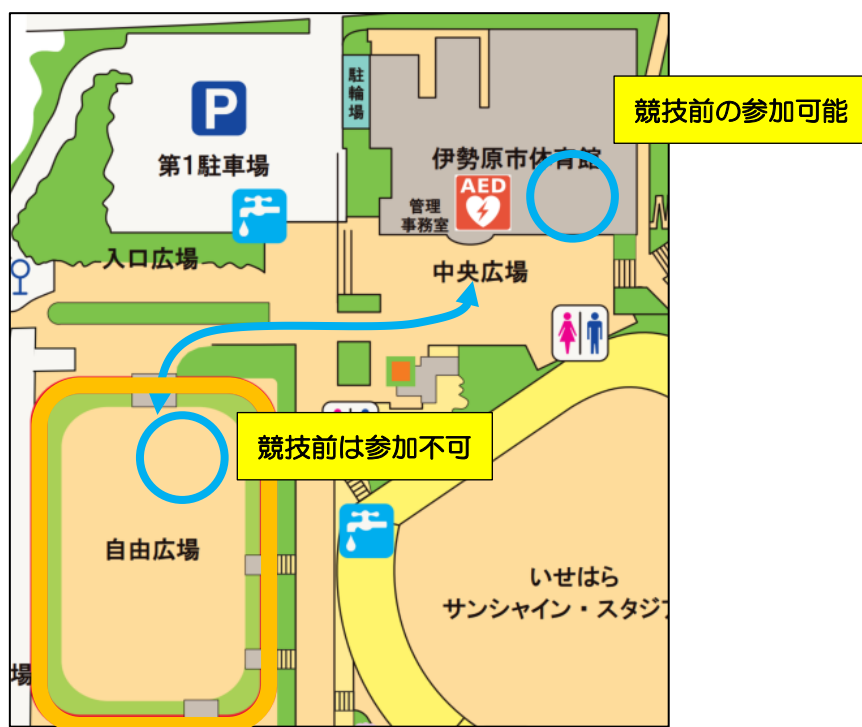 駐
輪
場
P
第1駐車場
競技前の参加可能
伊勢原市体育館
AED
管理
事務室
入口広場
中央広場
競技前は参加不可
自由広場
いせはら
サンシャイン・スタジ
場